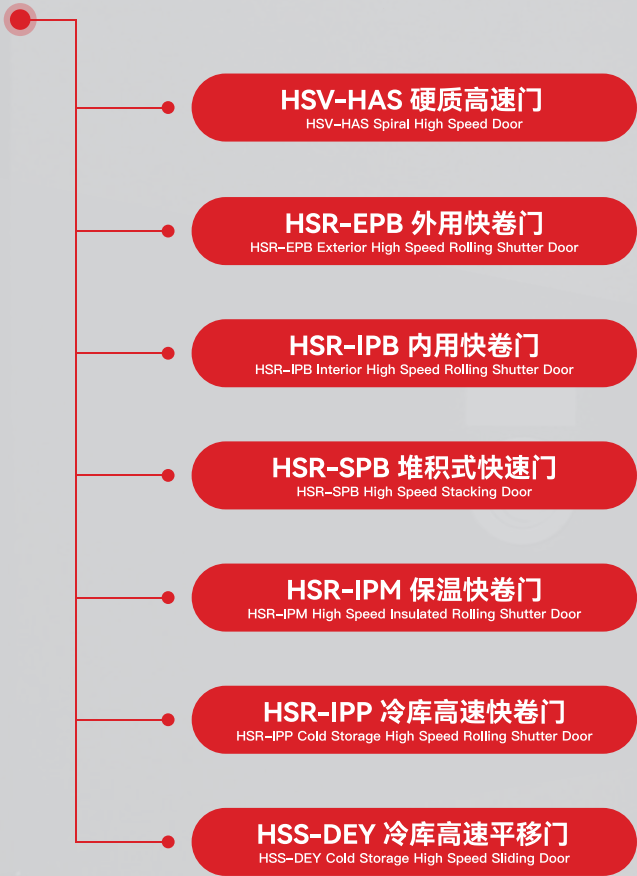 HSV-HAS 硬质高速门
HSV-HAS Spiral High Speed Door
HSR-EPB 外用快卷门
HSR-EPB Exterior High Speed Rolling Shutter Door
HSR-IPB 内用快卷门
HSR-IPB Interior High Speed Rolling Shutter Door
HSR-SPB 堆积式快速门
HSR-SPB High Speed Stacking Door
HSR-IPM 保温快卷门
HSR-IPM High Speed Insulated Rolling Shutter Door
HSR-IPP 冷库高速快卷门
HSR-IPP Cold Storage High Speed Rolling Shutter Door
HSS-DEY 冷库高速平移门
HSS-DEY Cold Storage High Speed Sliding Door